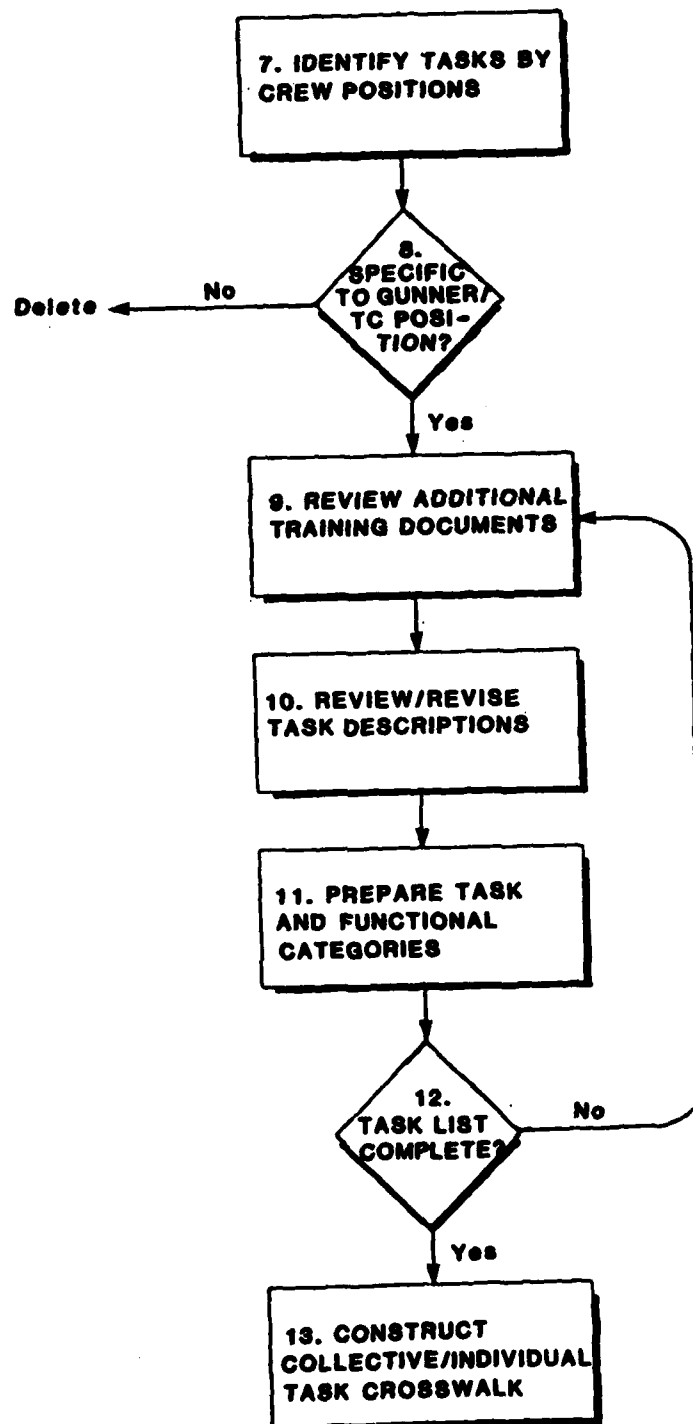 7. IDENTIFY TASKS BY
CREW POSITIONS
8.
SPECIFIC
TO GUNNER/
TC POSI-
TION?
No
Delete
Yes
9. REVIEW ADDITIONAL
TRAINING DOCUMENTS
10. REVIEW/REVISE
TASK DESCRIPTIONS
11. PREPARE TASK
AND FUNCTIONAL
CATEGORIES
12.
TASK LIST
COMPLETE?
No
Yes
13. CONSTRUCT
COLLECTIVE/INDIVIDUAL
TASK CROSSWALK